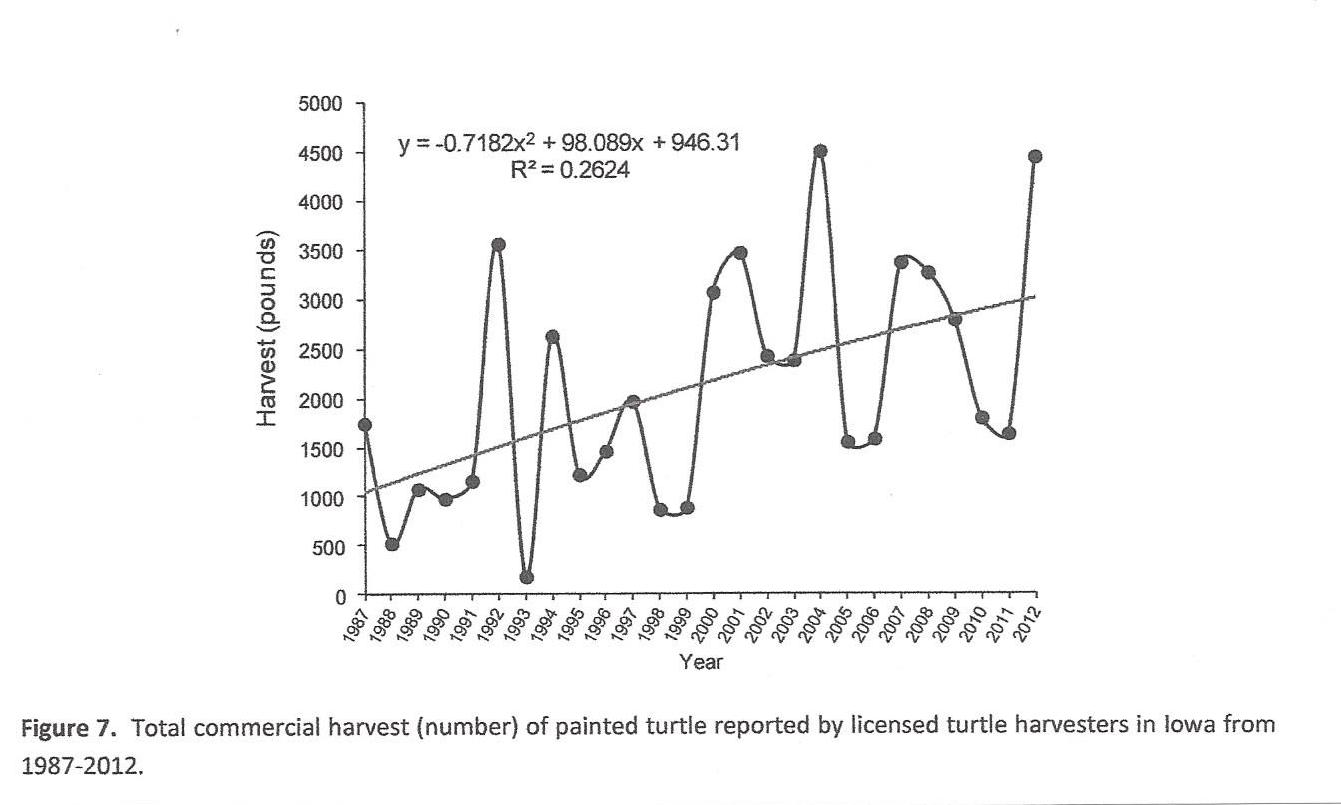 5000
4500
4000
3500
3000
2500
2000
1500
1000
500
0
Harvest (pounds)
y = -0.7182x² + 98.089x + 946.31
R² = 0.2624
1987 1988 1989 1990 1991 1992 1993 1994 1995 1996 1997 1998 1999 2000 2001 2002 2003 2004 2005 2006 2007 2008 2009 2010 2011 2012
Year
Figure 7. Total commercial harvest (number) of painted turtle reported by licensed turtle harvesters in Iowa from
1987-2012.